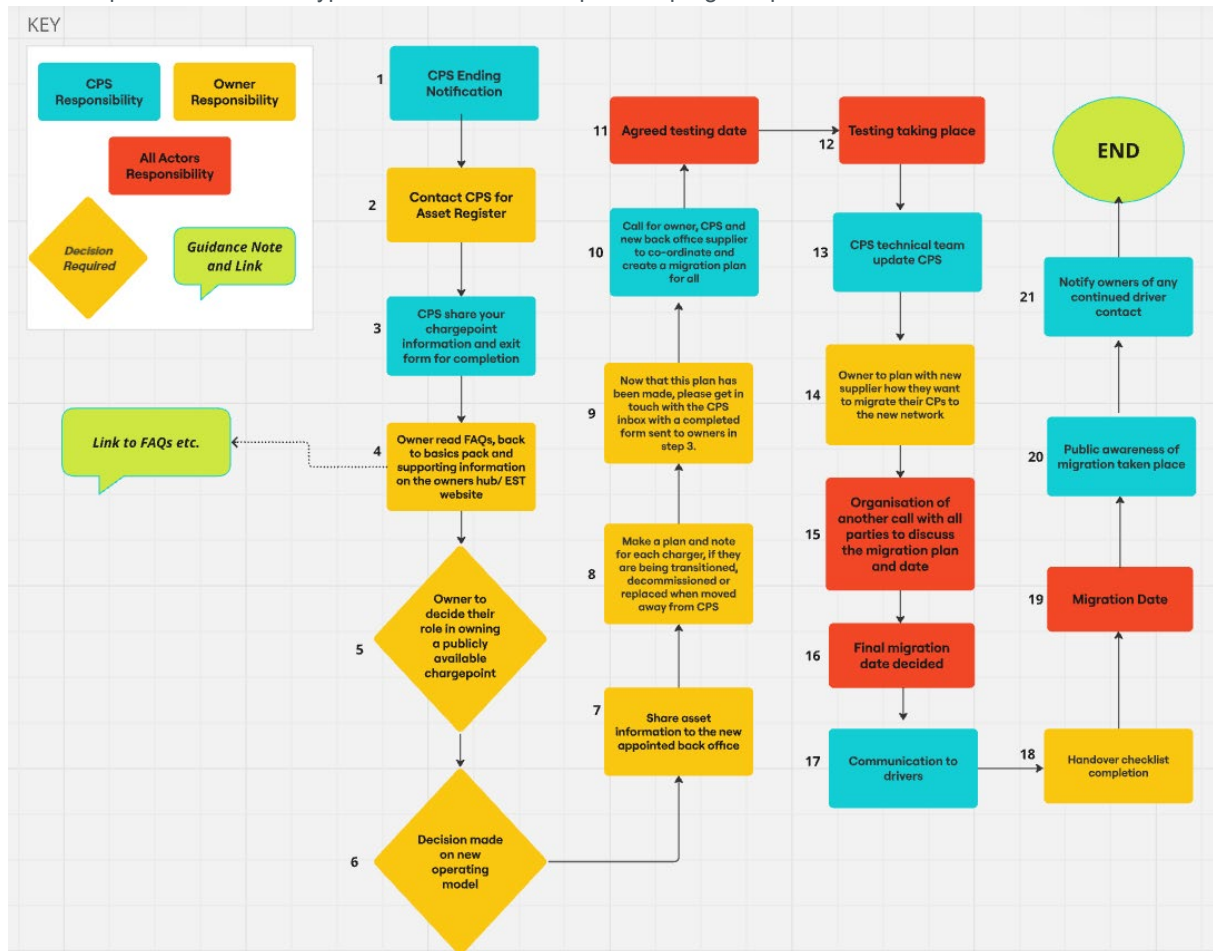 KEY
CPS
Responsibility
Owner
Responsibility
All Actors
Responsibility
Decision
Required
Guidance Note
and Link
1
CPS Ending
Notification
2
Contact CPS for
Asset Register
3
CPS share your
chargepoint
information and exit
form for completion
Link to FAQs etc.
4
Owner read FAQs, back
to basics pack and
supporting information
on the owners hub/ EST
website
5
Owner to
decide their
role in owning
a publicly
available
chargepoint
6
Decision made
on new
operating
model
7
Share asset
information to the new
appointed back office
8
Make a plan and note
for each charger, if they
are being transitioned,
decommissioned or
replaced when moved
away from CPS
9
Now that this plan has
been made, please get in
touch with the CPS
inbox with a completed
form sent to owners in
step 3.
10
Call for owner, CPS and
new back office supplier
to co-ordinate and
create a migration plan
for all
11
Agreed testing date
12
Testing taking place
13
CPS technical team
update CPS
14
Owner to plan with new
supplier how they want
to migrate their CPs to
the new network
15
Organisation of
another call with all
parties to discuss
the migration plan
and date
16
Final migration
date decided
17
Communication to
drivers
18
Handover checklist
completion
19
Migration Date
20
Public awareness of
migration taken place
21
Notify owners of any
continued driver
contact
END